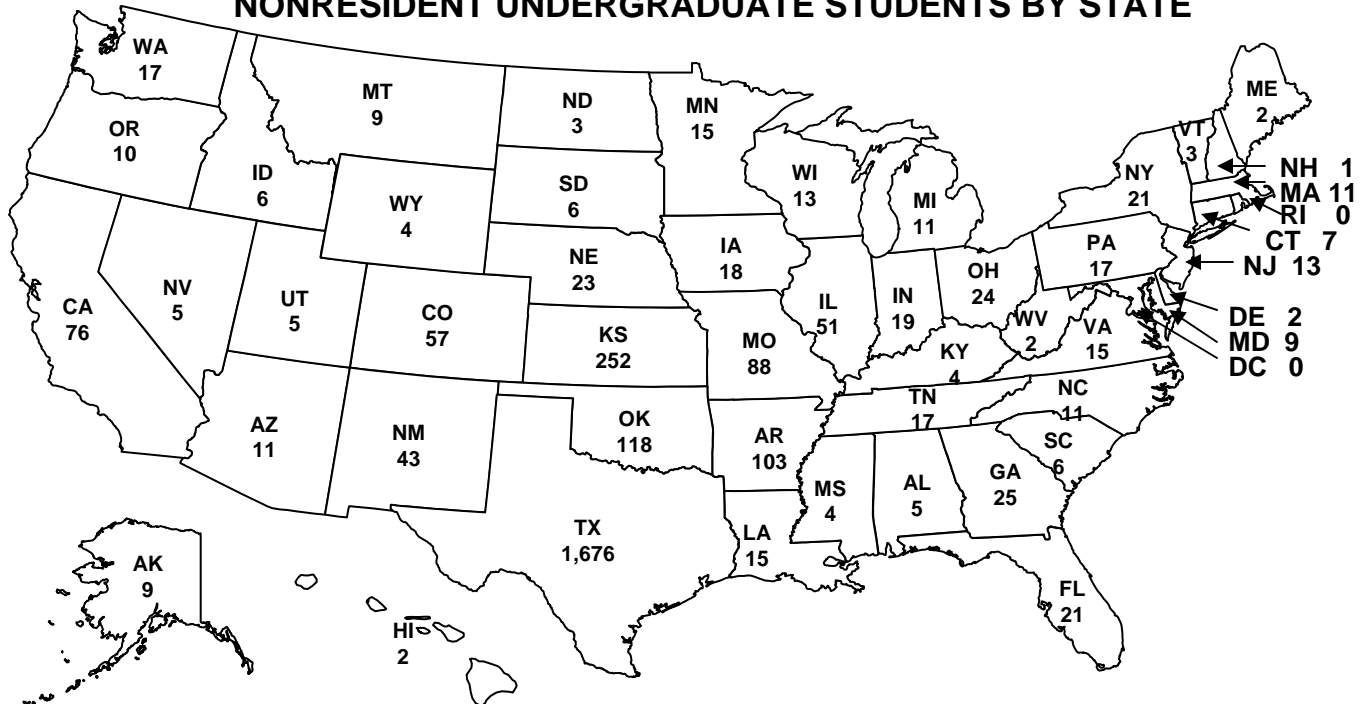 NONRESIDENT UNDERGRADUATE STUDENTS BY STATE
WA
17
OR
10
CA
76
NV
5
ID
6
MT
9
WY
4
UT
5
AZ
11
CO
57
NM
43
ND
3
SD
6
NE
23
KS
252
OK
118
TX
1,676
MN
15
IA
18
MO
88
AR
103
LA
15
WI
13
IL
51
MS
4
MI
11
IN
19
KY
4
TN
17
AL
5
OH
24
WV
2
GA
25
FL
21
SC
6
NC
11
VA
15
PA
17
NY
21
VT
3
ME
2
NH 1
MA 11
RI 0
CT 7
NJ 13
DE 2
MD 9
DC 0
AK
9
HI
2